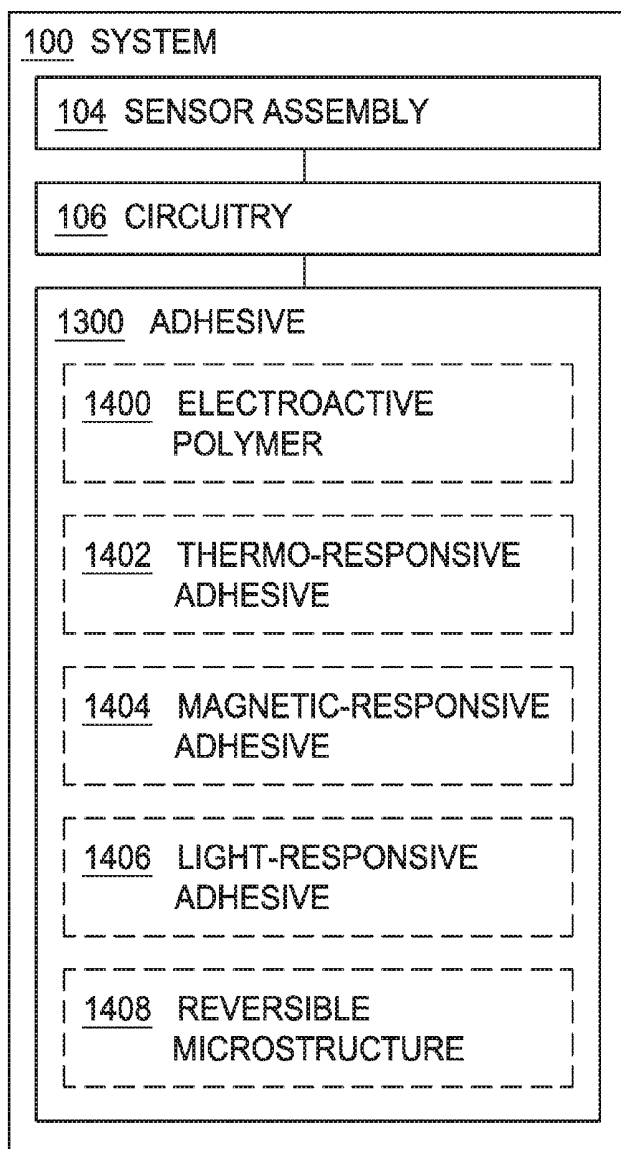 100 SYSTEM
104 SENSOR ASSEMBLY
106 CIRCUITRY
1300 ADHESIVE
1400 ELECTROACTIVE
POLYMER
1402 THERMO-RESPONSIVE
ADHESIVE
1404 MAGNETIC-RESPONSIVE
ADHESIVE
1406 LIGHT-RESPONSIVE
ADHESIVE
1408 REVERSIBLE
MICROSTRUCTURE